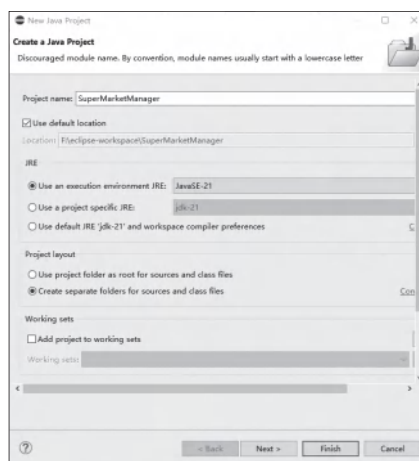 New Java Project
Create a Java Project
Discouraged module name. By convention, module names usually start with a lowercase letter
Project name: SuperMarketManager
Use default location
Location: F:\eclipse-workspace\SuperMarketManager
JRE
Use an execution environment JRE: JavaSE-21
Use a project specific JRE: jdk-21
Use default JRE 'jdk-21' and workspace compiler preferences C
Project layout
Use project folder as root for sources and class files
Create separate folders for sources and class files Con
Working sets
Add project to working sets
Working sets:
< Back Next > Finish Cancel